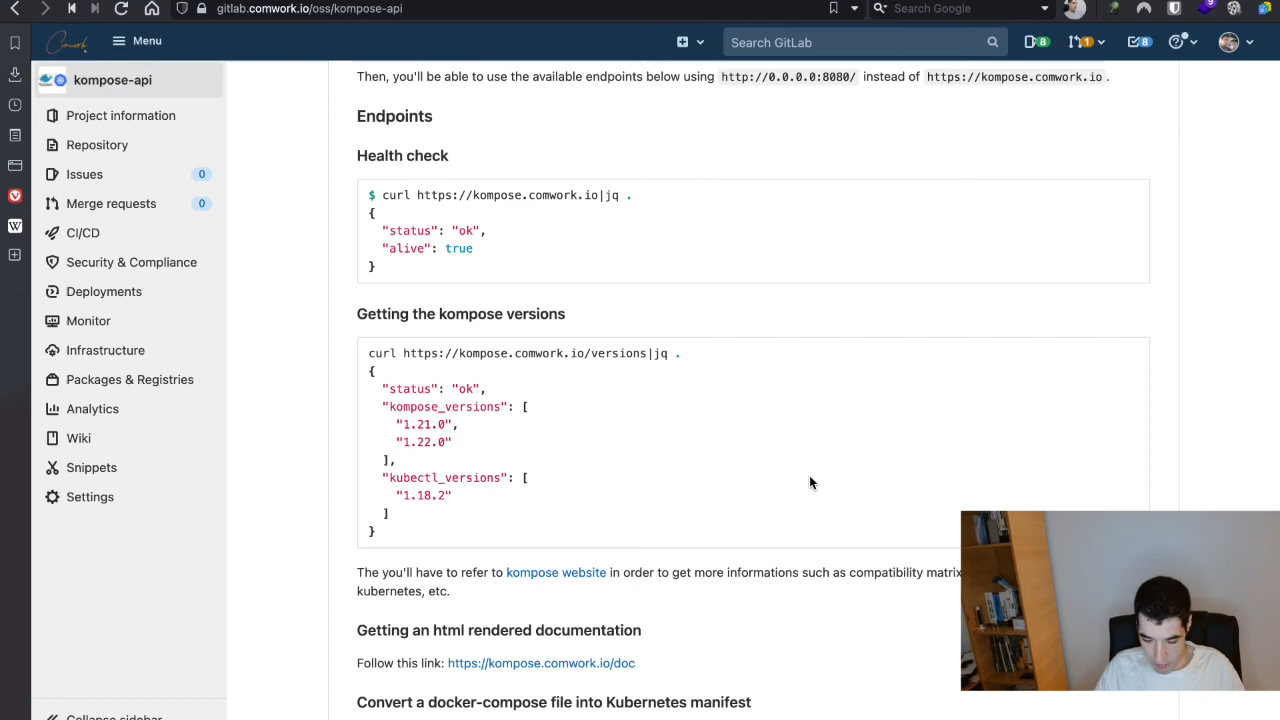 gitlab.comwork.io/oss/kompose-api
Search Google
9
Comwork
Menu
Search GitLab
8
1
8
kompose-api
Project information
Repository
Issues 0
Merge requests 0
CI/CD
Security & Compliance
Deployments
Monitor
Infrastructure
Packages & Registries
Analytics
Wiki
Snippets
Settings
Collapse sidebar
Then, you'll be able to use the available endpoints below using http://0.0.0.0:8080/ instead of https://kompose.comwork.io .
Endpoints
Health check
$ curl https://kompose.comwork.io|jq .
{
"status": "ok",
"alive": true
}
Getting the kompose versions
curl https://kompose.comwork.io/versions|jq .
{
"status": "ok",
"kompose_versions": [
"1.21.0",
"1.22.0"
],
"kubectl_versions": [
"1.18.2"
]
}
The you'll have to refer to kompose website in order to get more informations such as compatibility matrix
kubernetes, etc.
Getting an html rendered documentation
Follow this link: https://kompose.comwork.io/doc
Convert a docker-compose file into Kubernetes manifest
W